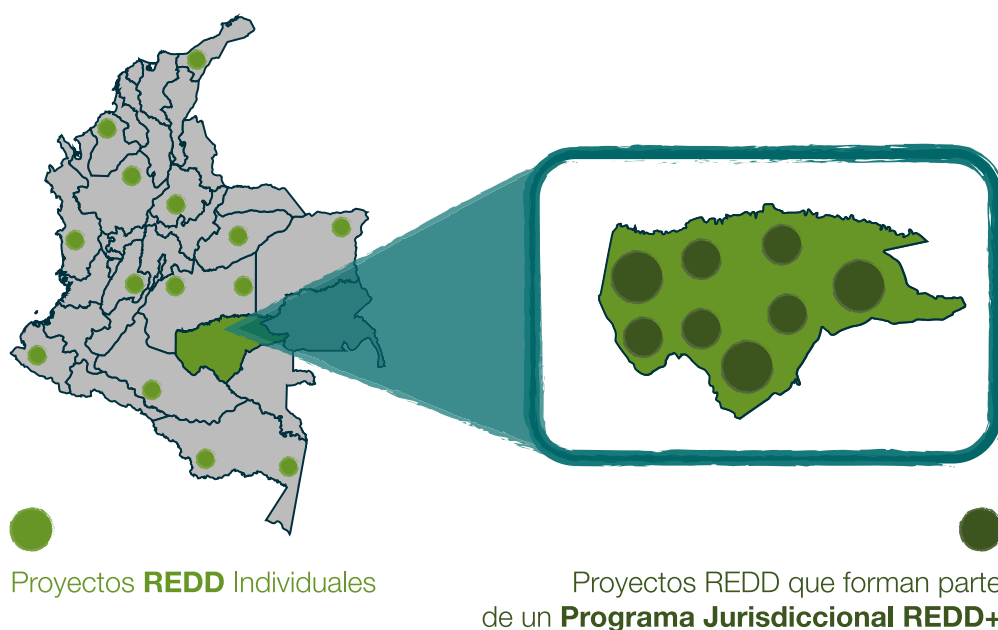 Proyectos REDD Individuales
Proyectos REDD que forman parte
de un Programa Jurisdiccional REDD+